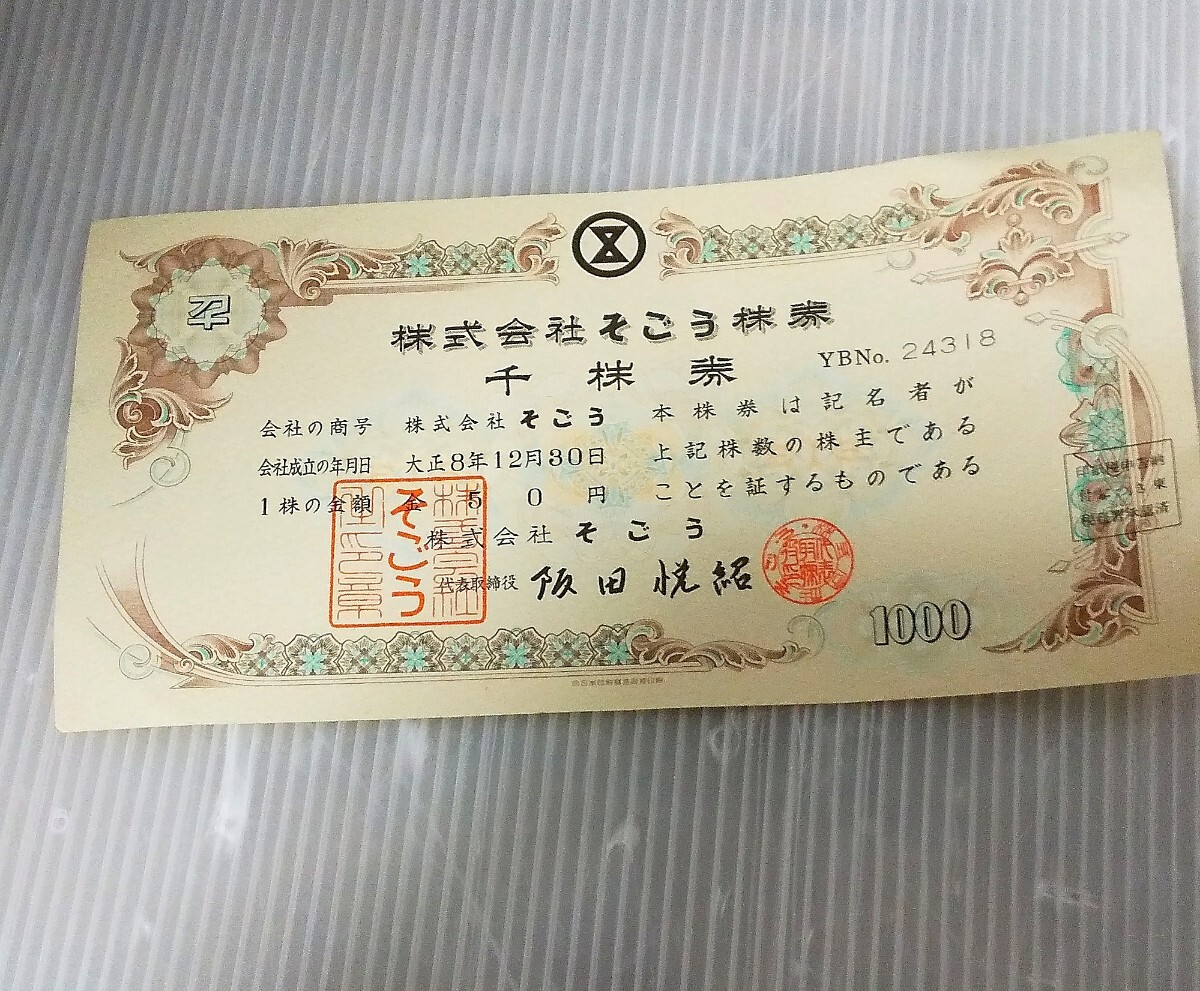 株式会社そごう株券
千株券
YBNo. 24318
会社の商号 株式会社そごう
会社成立の年月日 大正8年12月30日
1株の金額 金50円
本株券は記名者が
上記株数の株主である
ことを証するものである
株式会社そごう
代表取締役 阪田悦紹
そごう
1000